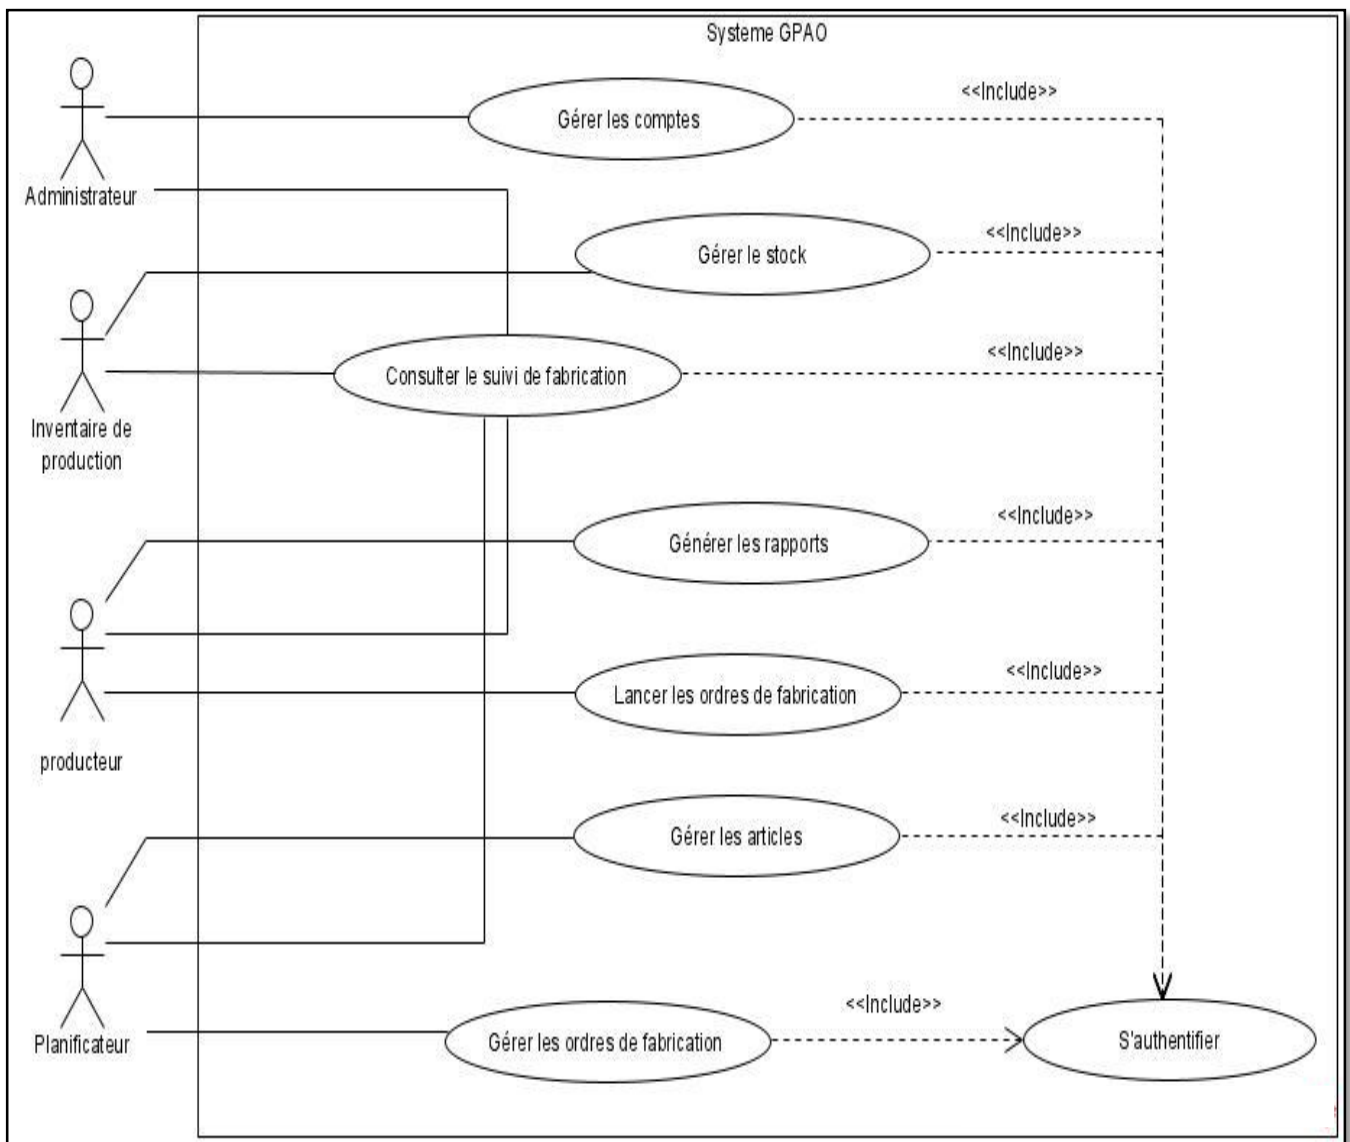 Systeme GPAO
<<Include>>
Gérer les comptes
Administrateur
<<Include>>
Gérer le stock
<<Include>>
Consulter le suivi de fabrication
Inventaire de
production
<<Include>>
Générer les rapports
<<Include>>
Lancer les ordres de fabrication
producteur
<<Include>>
Gérer les articles
<<Include>>
Planificateur
Gérer les ordres de fabrication
S'authentifier